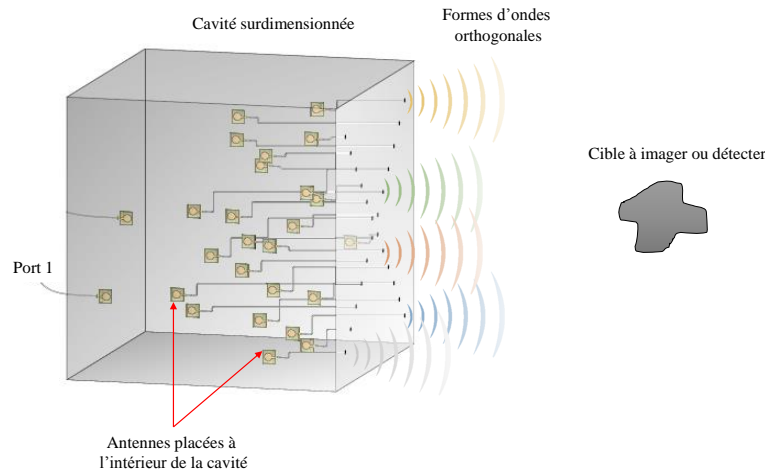 Cavité surdimensionnée
Formes d'ondes
orthogonales
Cible à imager ou détecter
Port 1
Antennes placées à
l'intérieur de la cavité